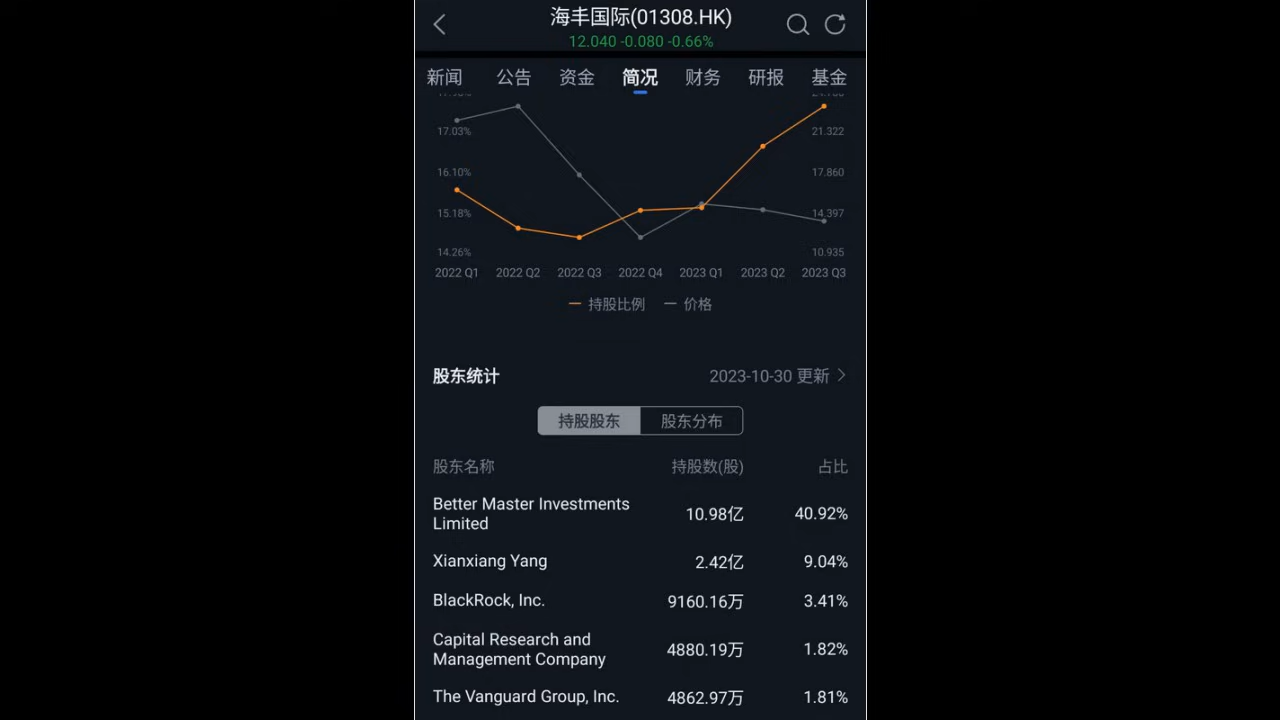 海丰国际(01308.HK)
12.040 -0.080 -0.66%
新闻 公告 资金 简况 财务 研报 基金
17.03% 21.322
16.10% 17.860
15.18% 14.397
14.26% 10.935
2022 Q1 2022 Q2 2022 Q3 2022 Q4 2023 Q1 2023 Q2 2023 Q3
持股比例 价格
股东统计 2023-10-30 更新
持股股东 股东分布
股东名称 持股数(股) 占比
Better Master Investments
Limited 10.98亿 40.92%
Xianxiang Yang 2.42亿 9.04%
BlackRock, Inc. 9160.16万 3.41%
Capital Research and
Management Company 4880.19万 1.82%
The Vanguard Group, Inc. 4862.97万 1.81%